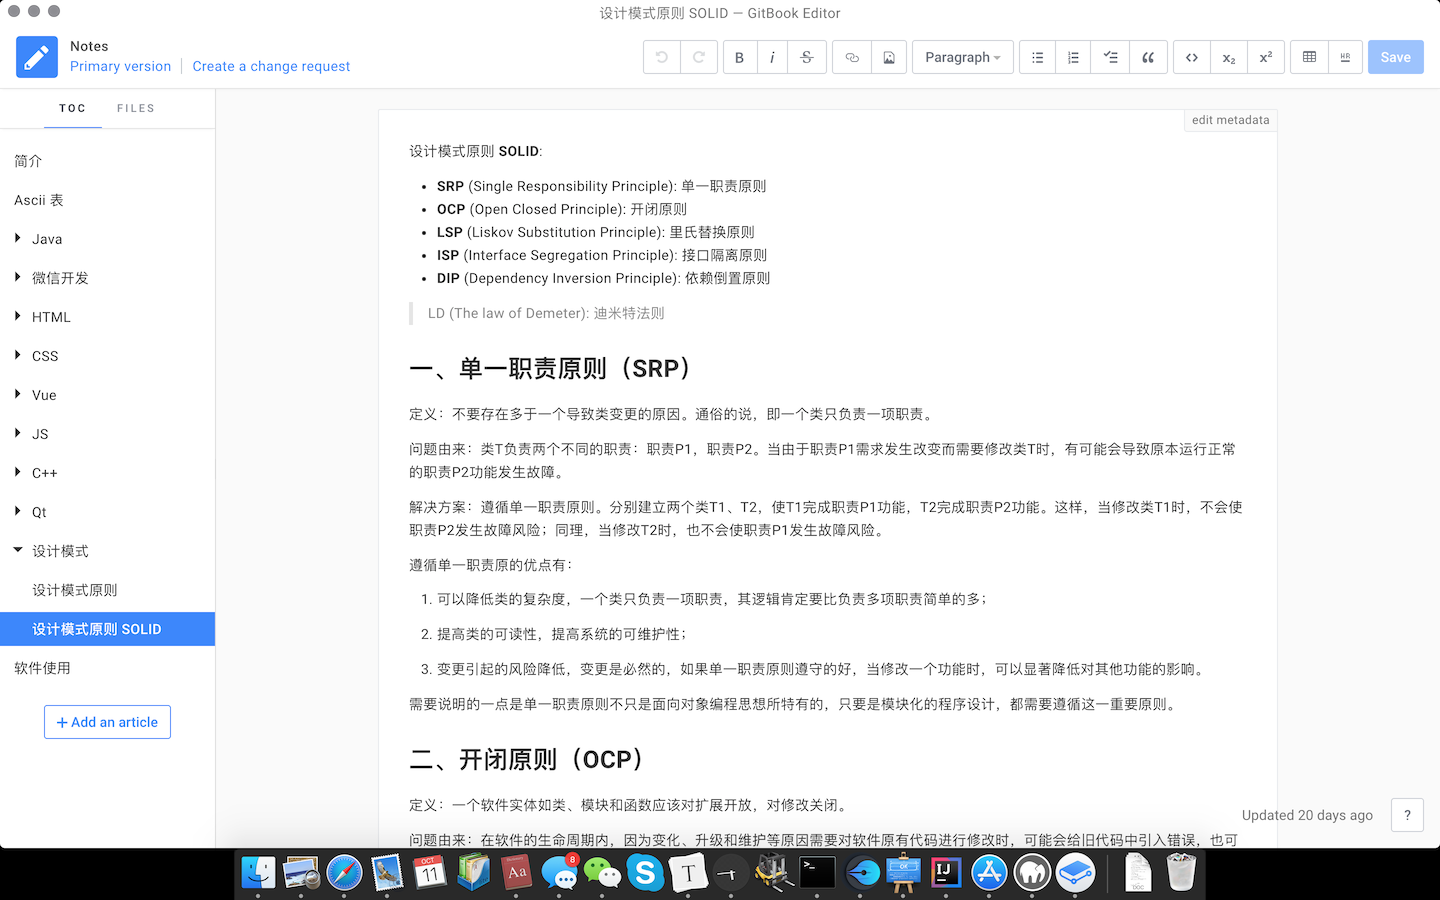 设计模式原则 SOLID — GitBook Editor
Notes
Primary version
Create a change request
B
i
S
Paragraph
x₂
x²
HR
Save
TOC
FILES
简介
Ascii 表
Java
微信开发
HTML
CSS
Vue
JS
C++
Qt
设计模式
设计模式原则
设计模式原则 SOLID
软件使用
+ Add an article
edit metadata
设计模式原则 SOLID:
• SRP (Single Responsibility Principle): 单一职责原则
• OCP (Open Closed Principle): 开闭原则
• LSP (Liskov Substitution Principle): 里氏替换原则
• ISP (Interface Segregation Principle): 接口隔离原则
• DIP (Dependency Inversion Principle): 依赖倒置原则
LD (The law of Demeter): 迪米特法则
一、单一职责原则（SRP）
定义：不要存在多于一个导致类变更的原因。通俗的说，即一个类只负责一项职责。
问题由来：类T负责两个不同的职责：职责P1，职责P2。当由于职责P1需求发生改变而需要修改类T时，有可能会导致原本运行正常
的职责P2功能发生故障。
解决方案：遵循单一职责原则。分别建立两个类T1、T2，使T1完成职责P1功能，T2完成职责P2功能。这样，当修改类T1时，不会使
职责P2发生故障风险；同理，当修改T2时，也不会使职责P1发生故障风险。
遵循单一职责原的优点有：
1. 可以降低类的复杂度，一个类只负责一项职责，其逻辑肯定要比负责多项职责简单的多；
2. 提高类的可读性，提高系统的可维护性；
3. 变更引起的风险降低，变更是必然的，如果单一职责原则遵守的好，当修改一个功能时，可以显著降低对其他功能的影响。
需要说明的一点是单一职责原则不只是面向对象编程思想所特有的，只要是模块化的程序设计，都需要遵循这一重要原则。
二、开闭原则（OCP）
定义：一个软件实体如类、模块和函数应该对扩展开放，对修改关闭。
问题由来：在软件的生命周期内，因为变化、升级和维护等原因需要对软件原有代码进行修改时，可能会给旧代码中引入错误，也可
Updated 20 days ago
?
OCT
11
Aa
8
S
T
>_
OK
IJ
DOC